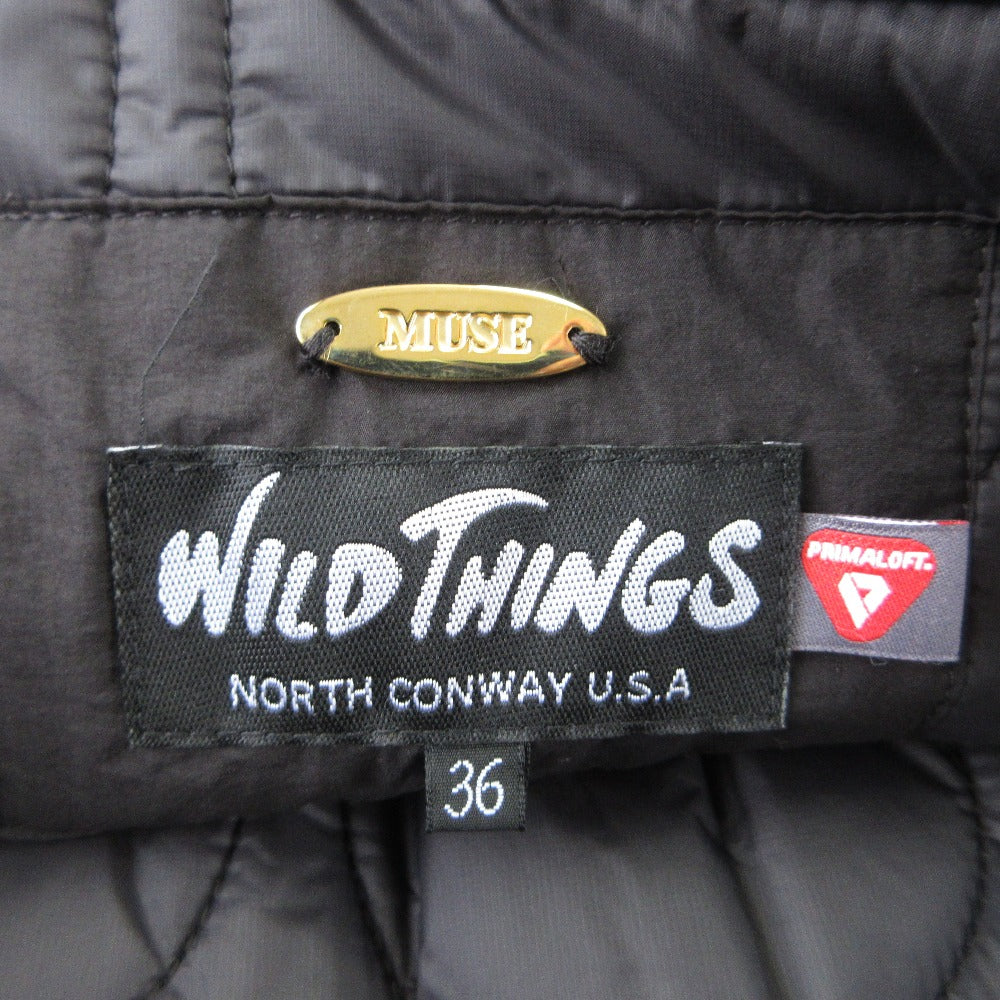 MUSE
WILD THINGS
NORTH CONWAY U.S.A
PRIMALOFT.
36